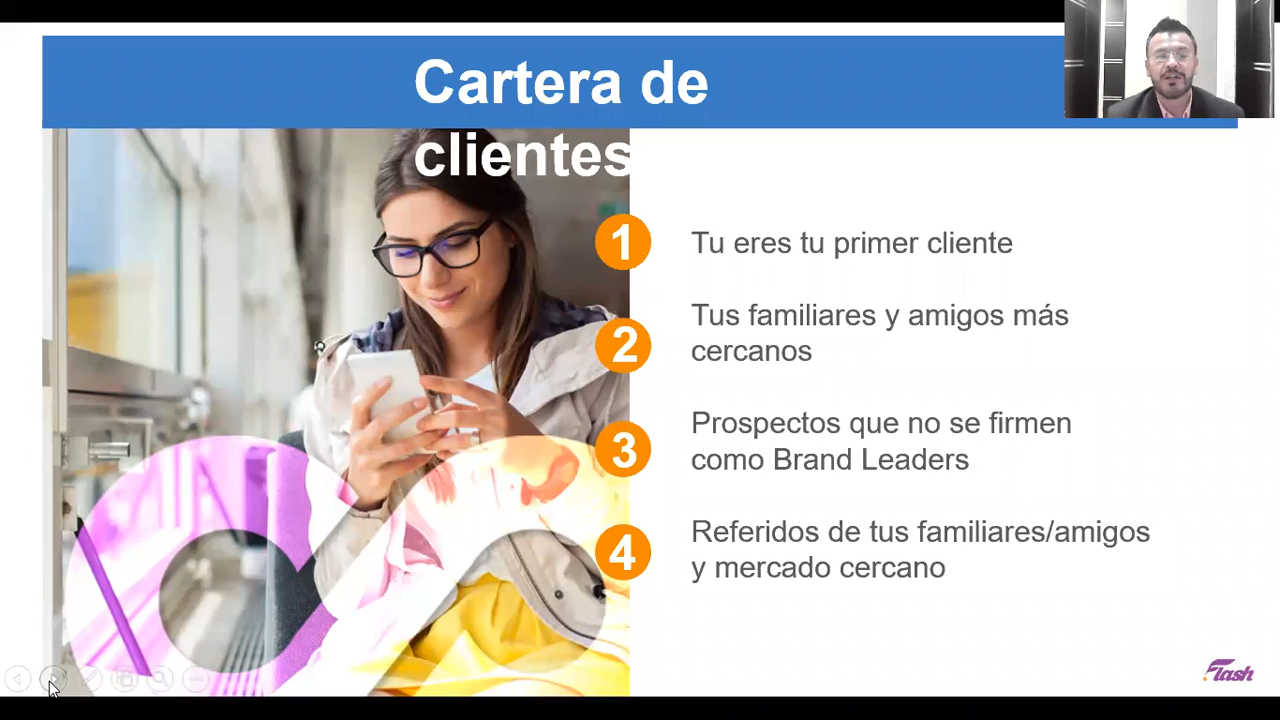 Cartera de
clientes
1
Tu eres tu primer cliente
2
Tus familiares y amigos más
cercanos
3
Prospectos que no se firmen
como Brand Leaders
4
Referidos de tus familiares/amigos
y mercado cercano
Flash